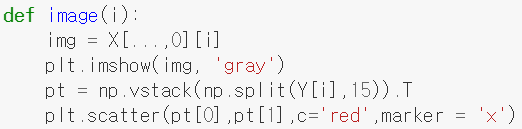 def image(i):
    img = X[...,0][i]
    plt.imshow(img, 'gray')
    pt = np.vstack(np.split(Y[i],15)).T
    plt.scatter(pt[0],pt[1],c='red',marker = 'x')